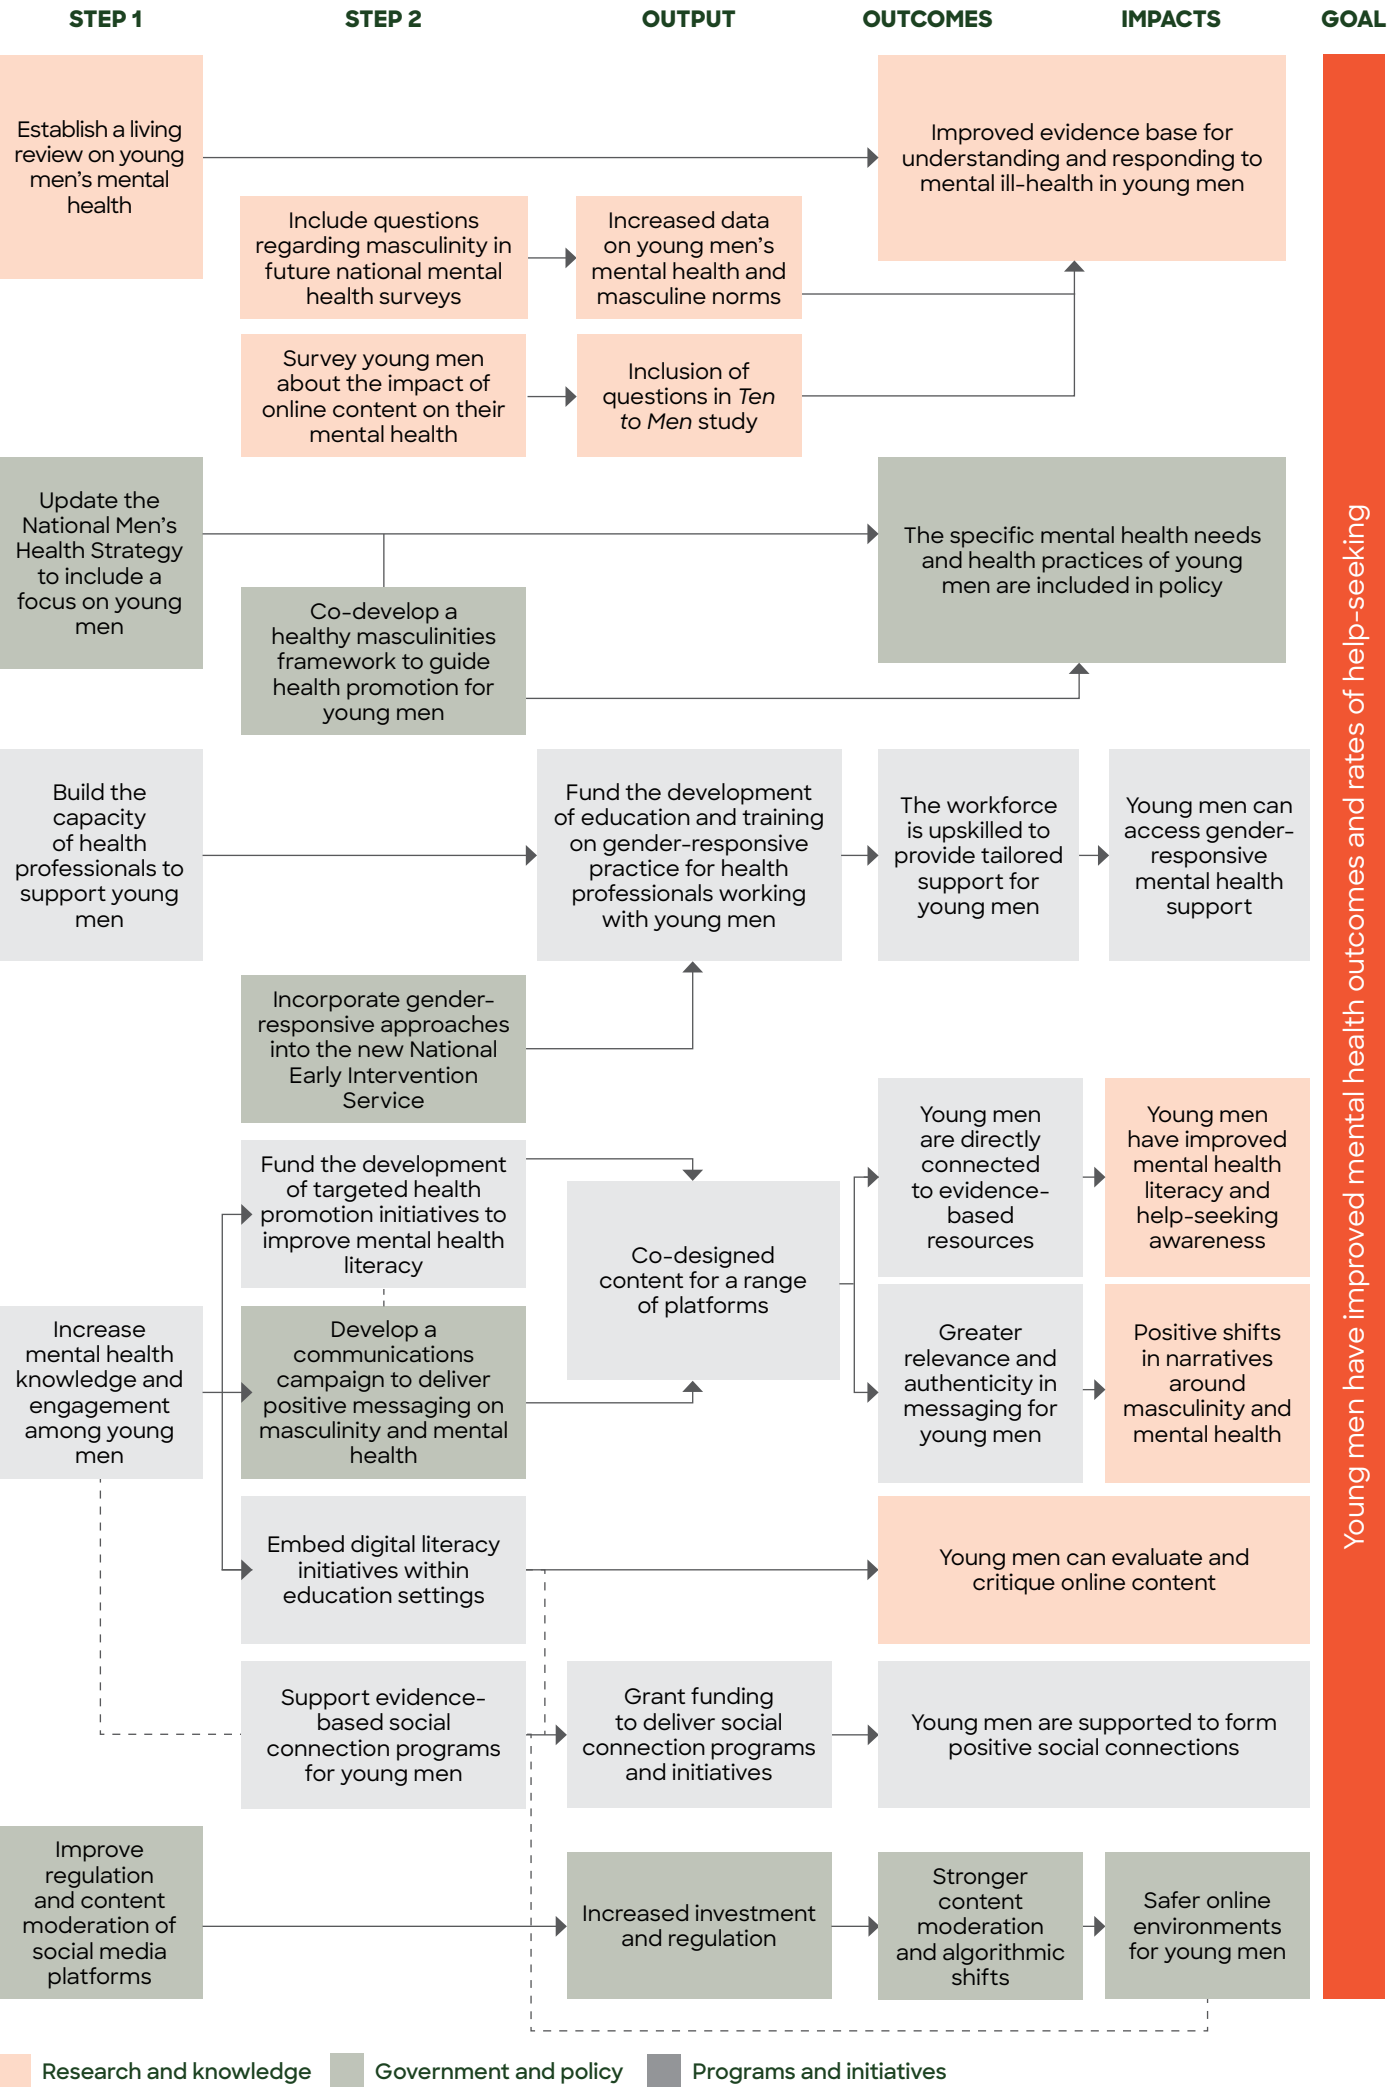 STEP 1
STEP 2
OUTPUT
OUTCOMES
IMPACTS
GOAL
Establish a living
review on young
men's mental
health
Improved evidence base for
understanding and responding to
mental ill-health in young men
Include questions
regarding masculinity in
future national mental
health surveys
Increased data
on young men's
mental health and
masculine norms
Survey young men
about the impact of
online content on their
mental health
Inclusion of
questions in Ten
to Men study
Update the
National Men's
Health Strategy
to include a
focus on young
men
The specific mental health needs
and health practices of young
men are included in policy
Co-develop a
healthy masculinities
framework to guide
health promotion for
young men
Build the
capacity
of health
professionals to
support young
men
Fund the development
of education and training
on gender-responsive
practice for health
professionals working
with young men
The workforce
is upskilled to
provide tailored
support for
young men
Young men can
access gender-
responsive
mental health
support
Incorporate gender-
responsive approaches
into the new National
Early Intervention
Service
Fund the development
of targeted health
promotion initiatives to
improve mental health
literacy
Co-designed
content for a range
of platforms
Young men
are directly
connected
to evidence-
based
resources
Young men
have improved
mental health
literacy and
help-seeking
awareness
Increase
mental health
knowledge and
engagement
among young
men
Develop a
communications
campaign to deliver
positive messaging on
masculinity and mental
health
Greater
relevance and
authenticity in
messaging for
young men
Positive shifts
in narratives
around
masculinity and
mental health
Embed digital literacy
initiatives within
education settings
Young men can evaluate and
critique online content
Support evidence-
based social
connection programs
for young men
Grant funding
to deliver social
connection programs
and initiatives
Young men are supported to form
positive social connections
Improve
regulation
and content
moderation of
social media
platforms
Increased investment
and regulation
Stronger
content
moderation
and algorithmic
shifts
Safer online
environments
for young men
Young men have improved mental health outcomes and rates of help-seeking
Research and knowledge
Government and policy
Programs and initiatives